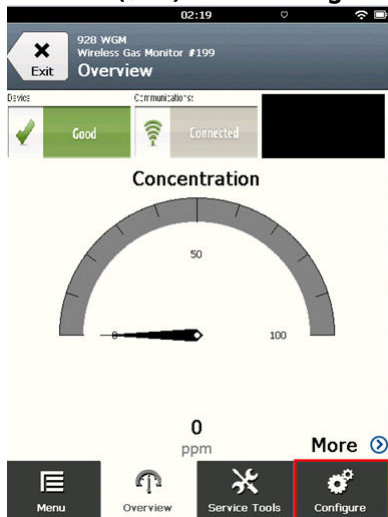 02:19
928 WGM
Wireless Gas Monitor #199
Exit
Overview
Device
Communications:
Good
Connected
Concentration
50
0
100
0
ppm
More
Menu
Overview
Service Tools
Configure